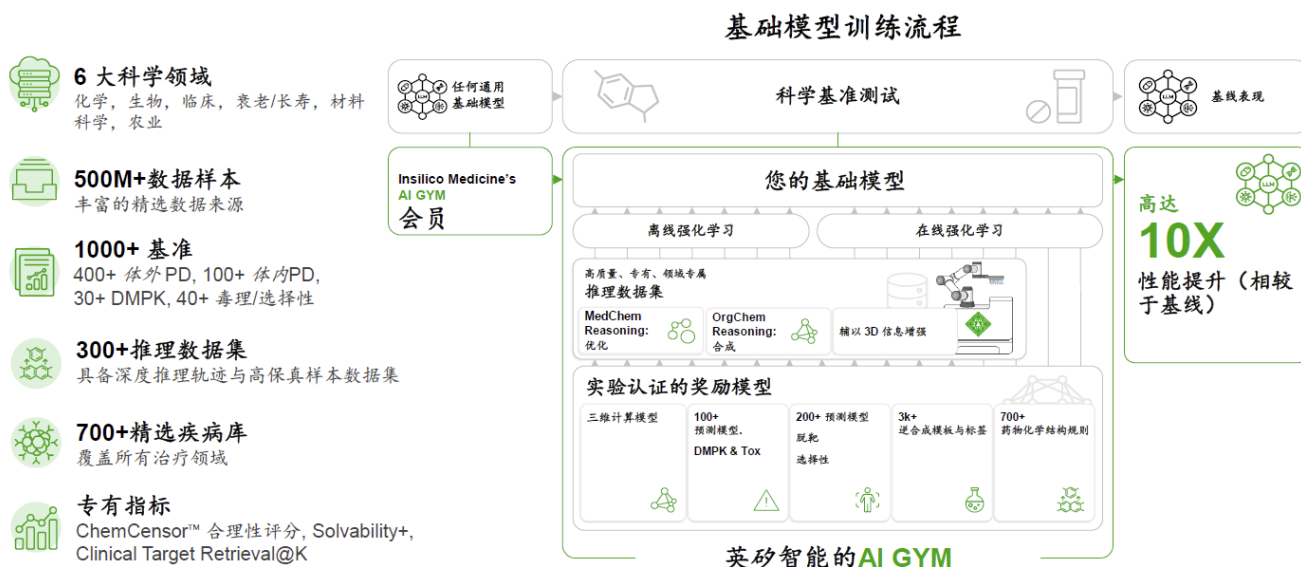 基础模型训练流程
6 大科学领域
化学，生物，临床，衰老/长寿，材料
科学，农业
500M+数据样本
丰富的精选数据来源
1000+ 基准
400+ 体外 PD, 100+ 体内PD,
30+ DMPK, 40+ 毒理/选择性
300+推理数据集
具备深度推理轨迹与高保真样本数据集
700+精选疾病库
覆盖所有治疗领域
专有指标
ChemCensor™ 合理性评分, Solvability+,
Clinical Target Retrieval@K
LLM
任何通用
基础模型
科学基准测试
LLM
基线表现
Insilico Medicine's
AI GYM
会员
您的基础模型
离线强化学习
在线强化学习
高质量、专有、领域专属
推理数据集
MedChem
Reasoning:
优化
OrgChem
Reasoning:
合成
辅以 3D 信息增强
实验认证的奖励模型
三维计算模型
100+
预测模型.
DMPK & Tox
200+ 预测模型
脱靶
选择性
3k+
逆合成模板与标签
700+
药物化学结构规则
英矽智能的AI GYM
LLM
高达
10X
性能提升（相较
于基线）